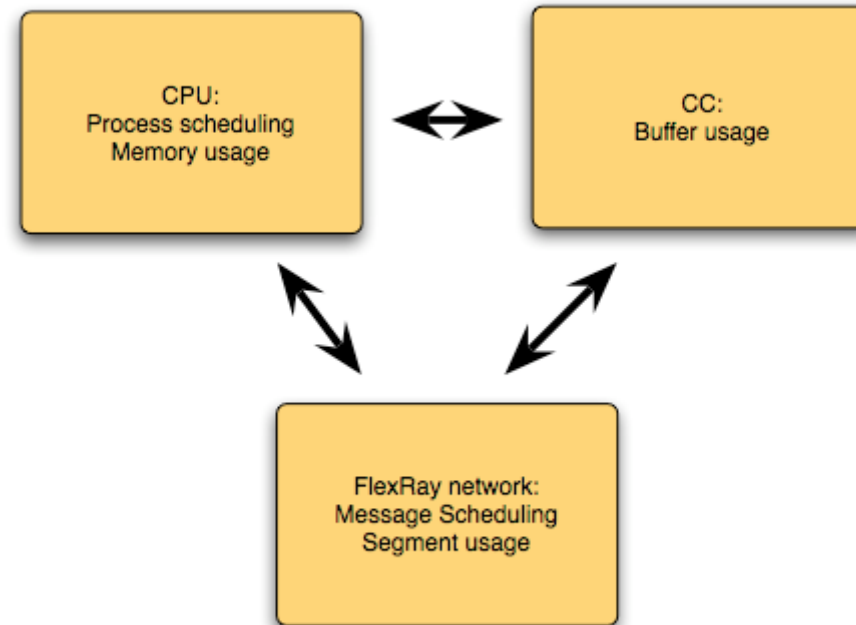 CPU:
Process scheduling
Memory usage
CC:
Buffer usage
FlexRay network:
Message Scheduling
Segment usage